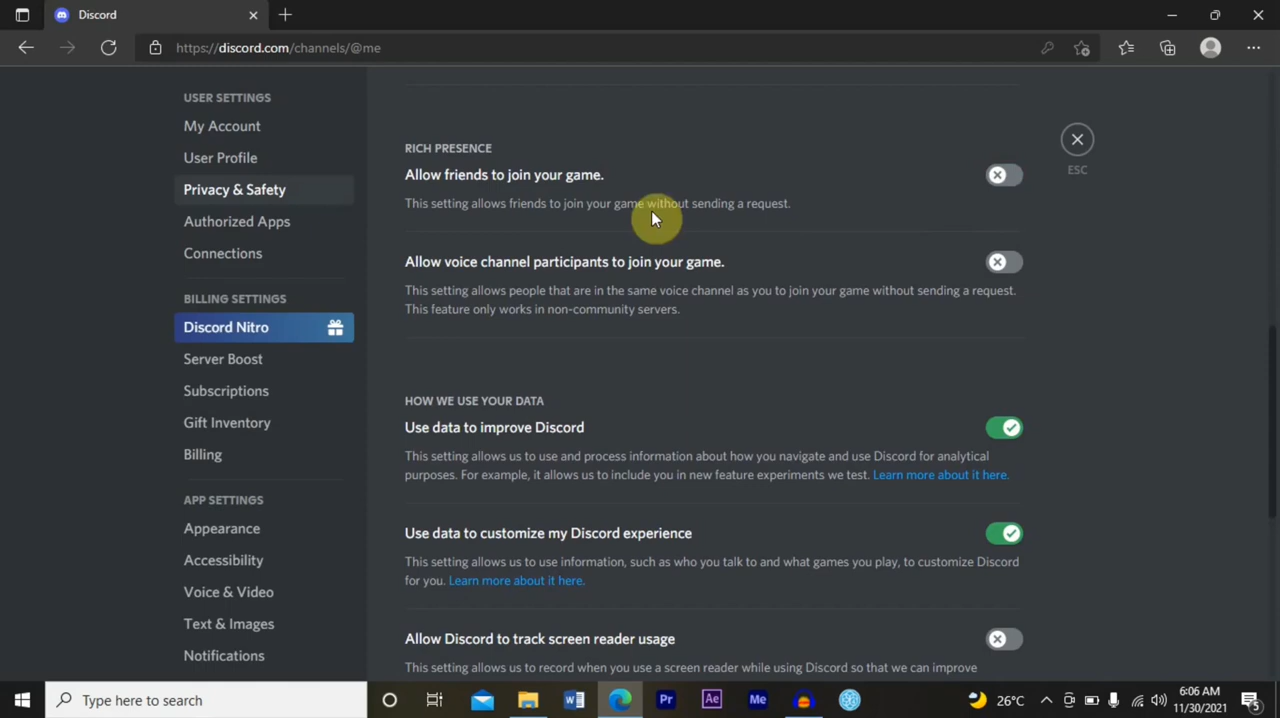 Discord
https://discord.com/channels/@me
USER SETTINGS
My Account
User Profile
Privacy & Safety
Authorized Apps
Connections
BILLING SETTINGS
Discord Nitro
Server Boost
Subscriptions
Gift Inventory
Billing
APP SETTINGS
Appearance
Accessibility
Voice & Video
Text & Images
Notifications
RICH PRESENCE
Allow friends to join your game.
This setting allows friends to join your game without sending a request.
Allow voice channel participants to join your game.
This setting allows people that are in the same voice channel as you to join your game without sending a request.
This feature only works in non-community servers.
HOW WE USE YOUR DATA
Use data to improve Discord
This setting allows us to use and process information about how you navigate and use Discord for analytical
purposes. For example, it allows us to include you in new feature experiments we test. Learn more about it here.
Use data to customize my Discord experience
This setting allows us to use information, such as who you talk to and what games you play, to customize Discord
for you. Learn more about it here.
Allow Discord to track screen reader usage
This setting allows us to record when you use a screen reader while using Discord so that we can improve
ESC
Type here to search
W
Pr
Ae
Me
26°C
6:06 AM
11/30/2021
5